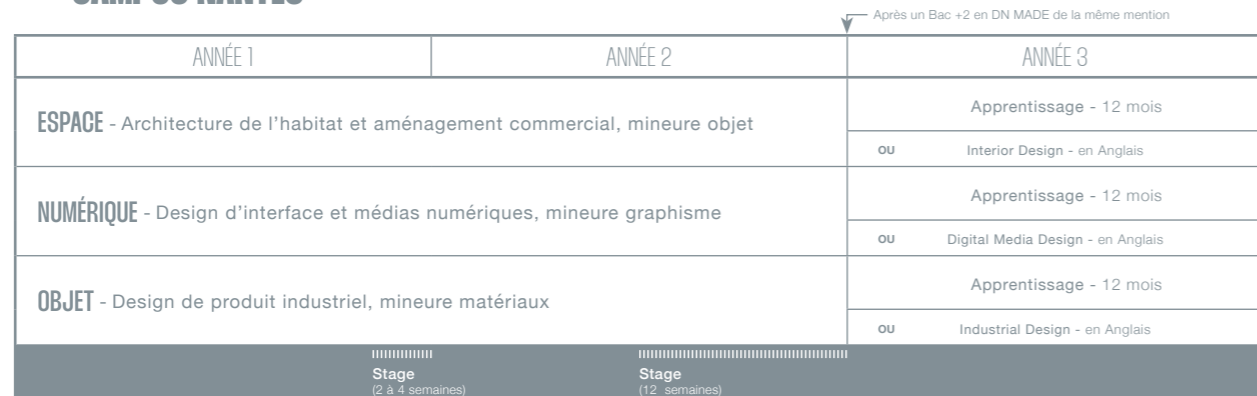 CAMPUS NANTES
Après un Bac +2 en DN MADE de la même mention
ANNÉE 1
ANNÉE 2
ANNÉE 3
ESPACE - Architecture de l'habitat et aménagement commercial, mineure objet
Apprentissage - 12 mois
OU Interior Design - en Anglais
NUMÉRIQUE - Design d'interface et médias numériques, mineure graphisme
Apprentissage - 12 mois
OU Digital Media Design - en Anglais
OBJET - Design de produit industriel, mineure matériaux
Apprentissage - 12 mois
OU Industrial Design - en Anglais
Stage
(2 à 4 semaines)
Stage
(12 semaines)